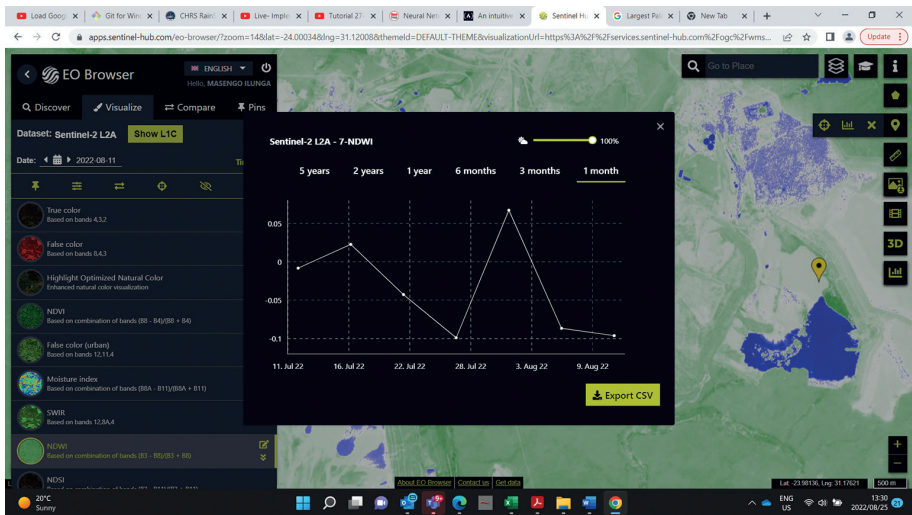 Load Goog
Git for Win
CHRS Rainf
Live- Imple
Tutorial 27
Neural Netw
An intuitive
Sentinel Hu
Largest Pal
New Tab
apps.sentinel-hub.com/eo-browser/?zoom=14&lat=-24.00034&lng=31.12008&themeId=DEFAULT-THEME&visualizationUrl=https%3A%2F%2Fservices.sentinel-hub.com%2Fogc%2Fwms...
Update
EO Browser
ENGLISH
Hello, MASENGO ILUNGA
Go to Place
Discover
Visualize
Compare
Pins
Dataset: Sentinel-2 L2A
Show L1C
Date: 2022-08-11
True color
Based on bands 4,3,2
False color
Based on bands 8,4,3
Highlight Optimized Natural Color
Enhanced natural color visualization
NDVI
Based on combination of bands (B8 - B4)/(B8 + B4)
False color (urban)
Based on bands 12,11,4
Moisture index
Based on combination of bands (B8A - B11)/(B8A + B11)
SWIR
Based on bands 12,8A,4
NDWI
Based on combination of bands (B3 - B8)/(B3 + B8)
NDSI
Sentinel-2 L2A - 7-NDWI
100%
5 years
2 years
1 year
6 months
3 months
1 month
0.05
0
-0.05
-0.1
11. Jul 22
16. Jul 22
22. Jul 22
28. Jul 22
3. Aug 22
9. Aug 22
Export CSV
3D
About EO Browser
Contact us
Get data
Lat: -23.98136, Lng: 31.17621
500 m
20°C
Sunny
ENG
US
13:30
2022/08/25